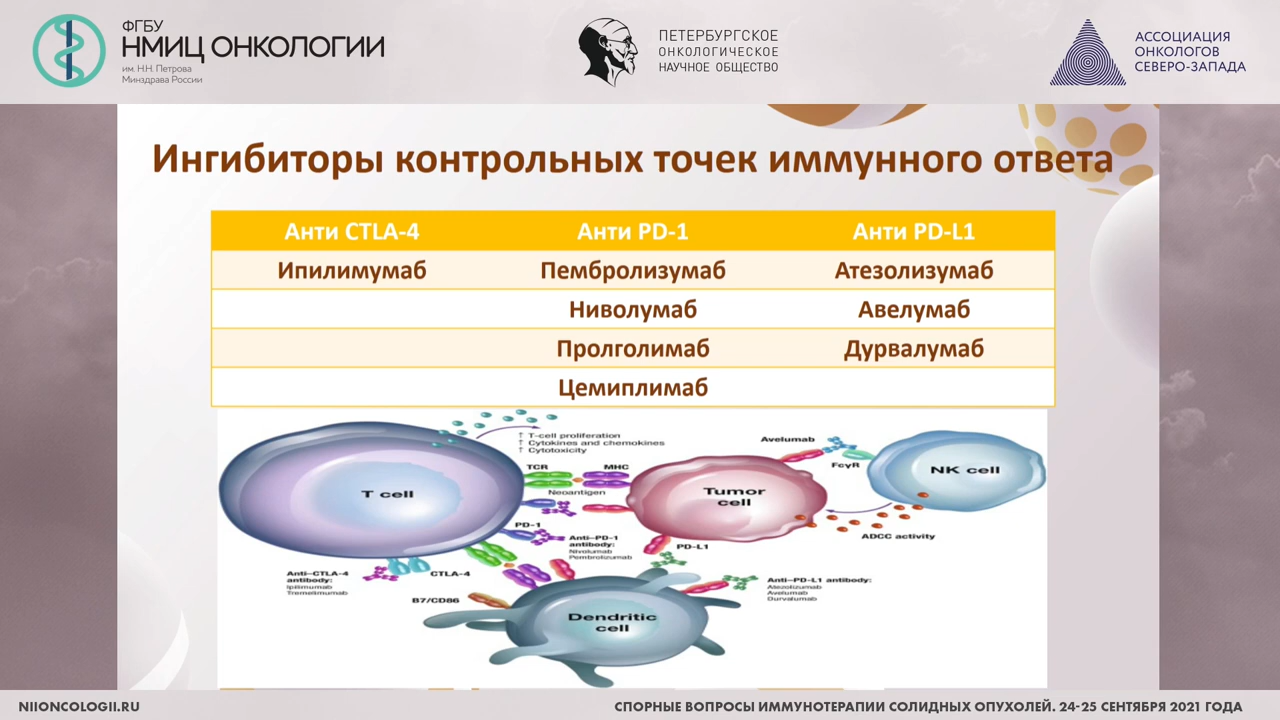 ФГБУ
НМИЦ ОНКОЛОГИИ
им. Н.Н. Петрова
Минздрава России
ПЕТЕРБУРГСКОЕ
ОНКОЛОГИЧЕСКОЕ
НАУЧНОЕ ОБЩЕСТВО
АССОЦИАЦИЯ
ОНКОЛОГОВ
СЕВЕРО-ЗАПАДА
Ингибиторы контрольных точек иммунного ответа
Анти CTLA-4 Анти PD-1 Анти PD-L1
Ипилимумаб Пембролизумаб Атезолизумаб
Ниволумаб Авелумаб
Пролголимаб Дурвалумаб
Цемиплимаб
↑ T-cell proliferation
↑ Cytokines and chemokines
↑ Cytotoxicity
TCR MHC
Neoantigen
T cell
Tumor
cell
Avelumab
FcγR
NK cell
ADCC activity
PD-1
Anti-PD-1
antibody:
Nivolumab
Pembrolizumab
PD-L1
Anti-CTLA-4
antibody:
Ipilimumab
Tremelimumab
CTLA-4
B7/CD86
Dendritic
cell
Anti-PD-L1 antibody:
Atezolizumab
Avelumab
Durvalumab
NIIONCOLOGII.RU
СПОРНЫЕ ВОПРОСЫ ИММУНОТЕРАПИИ СОЛИДНЫХ ОПУХОЛЕЙ. 24-25 СЕНТЯБРЯ 2021 ГОДА